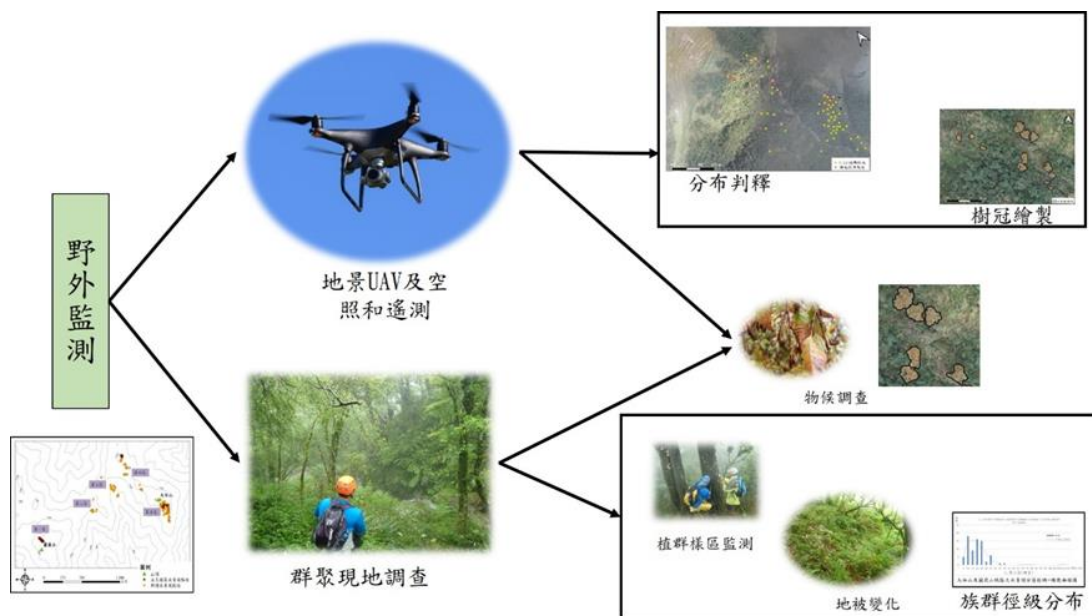 野外監測
地景UAV及空
照和遙測
群聚現地調查
分布判釋
樹冠繪製
物候調查
植群樣區監測
地被變化
族群徑級分布